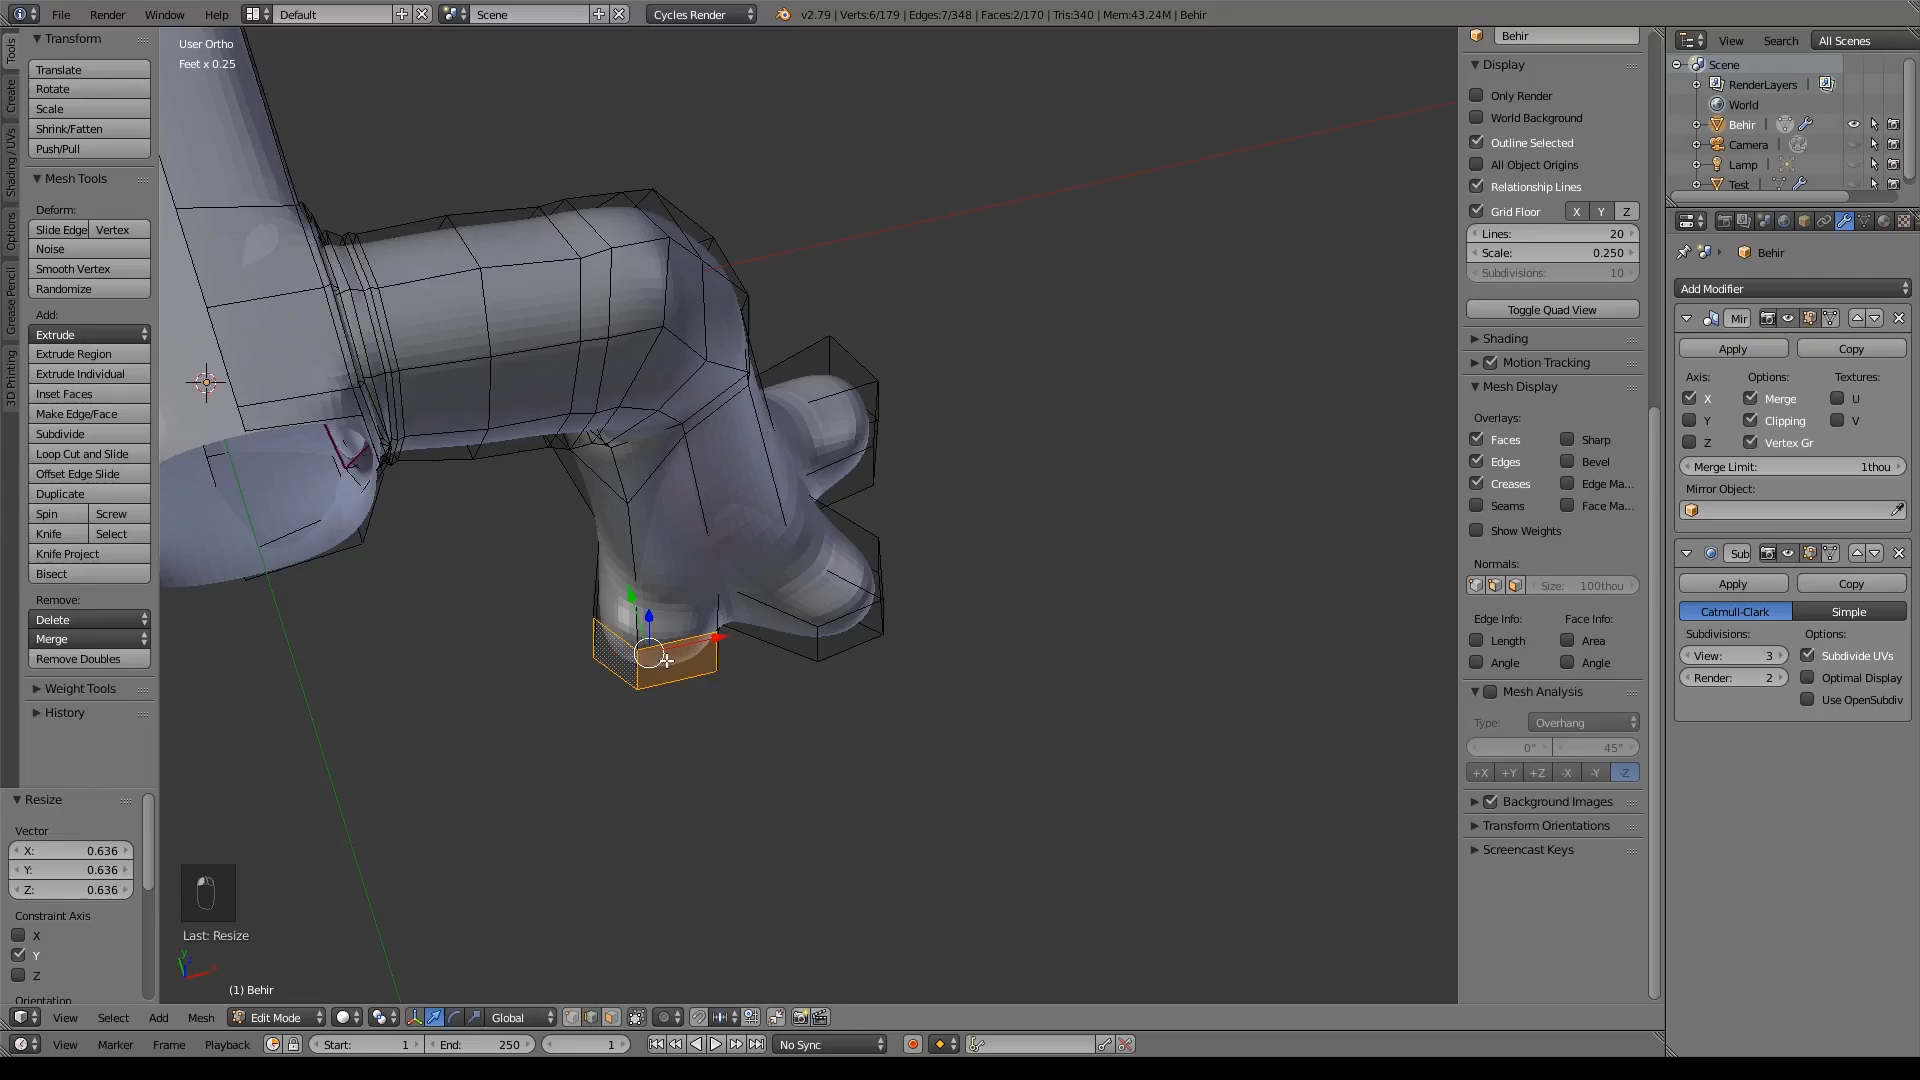 File Render Window Help Default Scene Cycles Render v2.79 | Verts:6/179 | Edges:7/348 | Faces:2/170 | Tris:340 | Mem:43.24M | Behir
Tools
Create
Shading / UVs
Options
Grease Pencil
3D Printing
Transform
Translate
Rotate
Scale
Shrink/Fatten
Push/Pull
Mesh Tools
Deform:
Slide Edge Vertex
Noise
Smooth Vertex
Randomize
Add:
Extrude
Extrude Region
Extrude Individual
Inset Faces
Make Edge/Face
Subdivide
Loop Cut and Slide
Offset Edge Slide
Duplicate
Spin Screw
Knife Select
Knife Project
Bisect
Remove:
Delete
Merge
Remove Doubles
Weight Tools
History
Resize
Vector
X: 0.636
Y: 0.636
Z: 0.636
Constraint Axis
X
Y
Z
Orientation
User Ortho
Feet x 0.25
Last: Resize
(1) Behir
Behir
Display
Only Render
World Background
Outline Selected
All Object Origins
Relationship Lines
Grid Floor X Y Z
Lines: 20
Scale: 0.250
Subdivisions: 10
Toggle Quad View
Shading
Motion Tracking
Mesh Display
Overlays:
Faces Sharp
Edges Bevel
Creases Edge Ma...
Seams Face Ma...
Show Weights
Normals:
Size: 100thou
Edge Info: Face Info:
Length Area
Angle Angle
Mesh Analysis
Type: Overhang
0° 45°
+X +Y +Z -X -Y -Z
Background Images
Transform Orientations
Screencast Keys
View Search All Scenes
Scene
RenderLayers
World
Behir
Camera
Lamp
Test
Behir
Add Modifier
Mir
Apply Copy
Axis: Options: Textures:
X Merge U
Y Clipping V
Z Vertex Gr
Merge Limit: 1thou
Mirror Object:
Sub
Apply Copy
Catmull-Clark Simple
Subdivisions: Options:
View: 3 Subdivide UVs
Render: 2 Optimal Display
Use OpenSubdiv
View Select Add Mesh Edit Mode Global
View Marker Frame Playback Start: 1 End: 250 1 No Sync